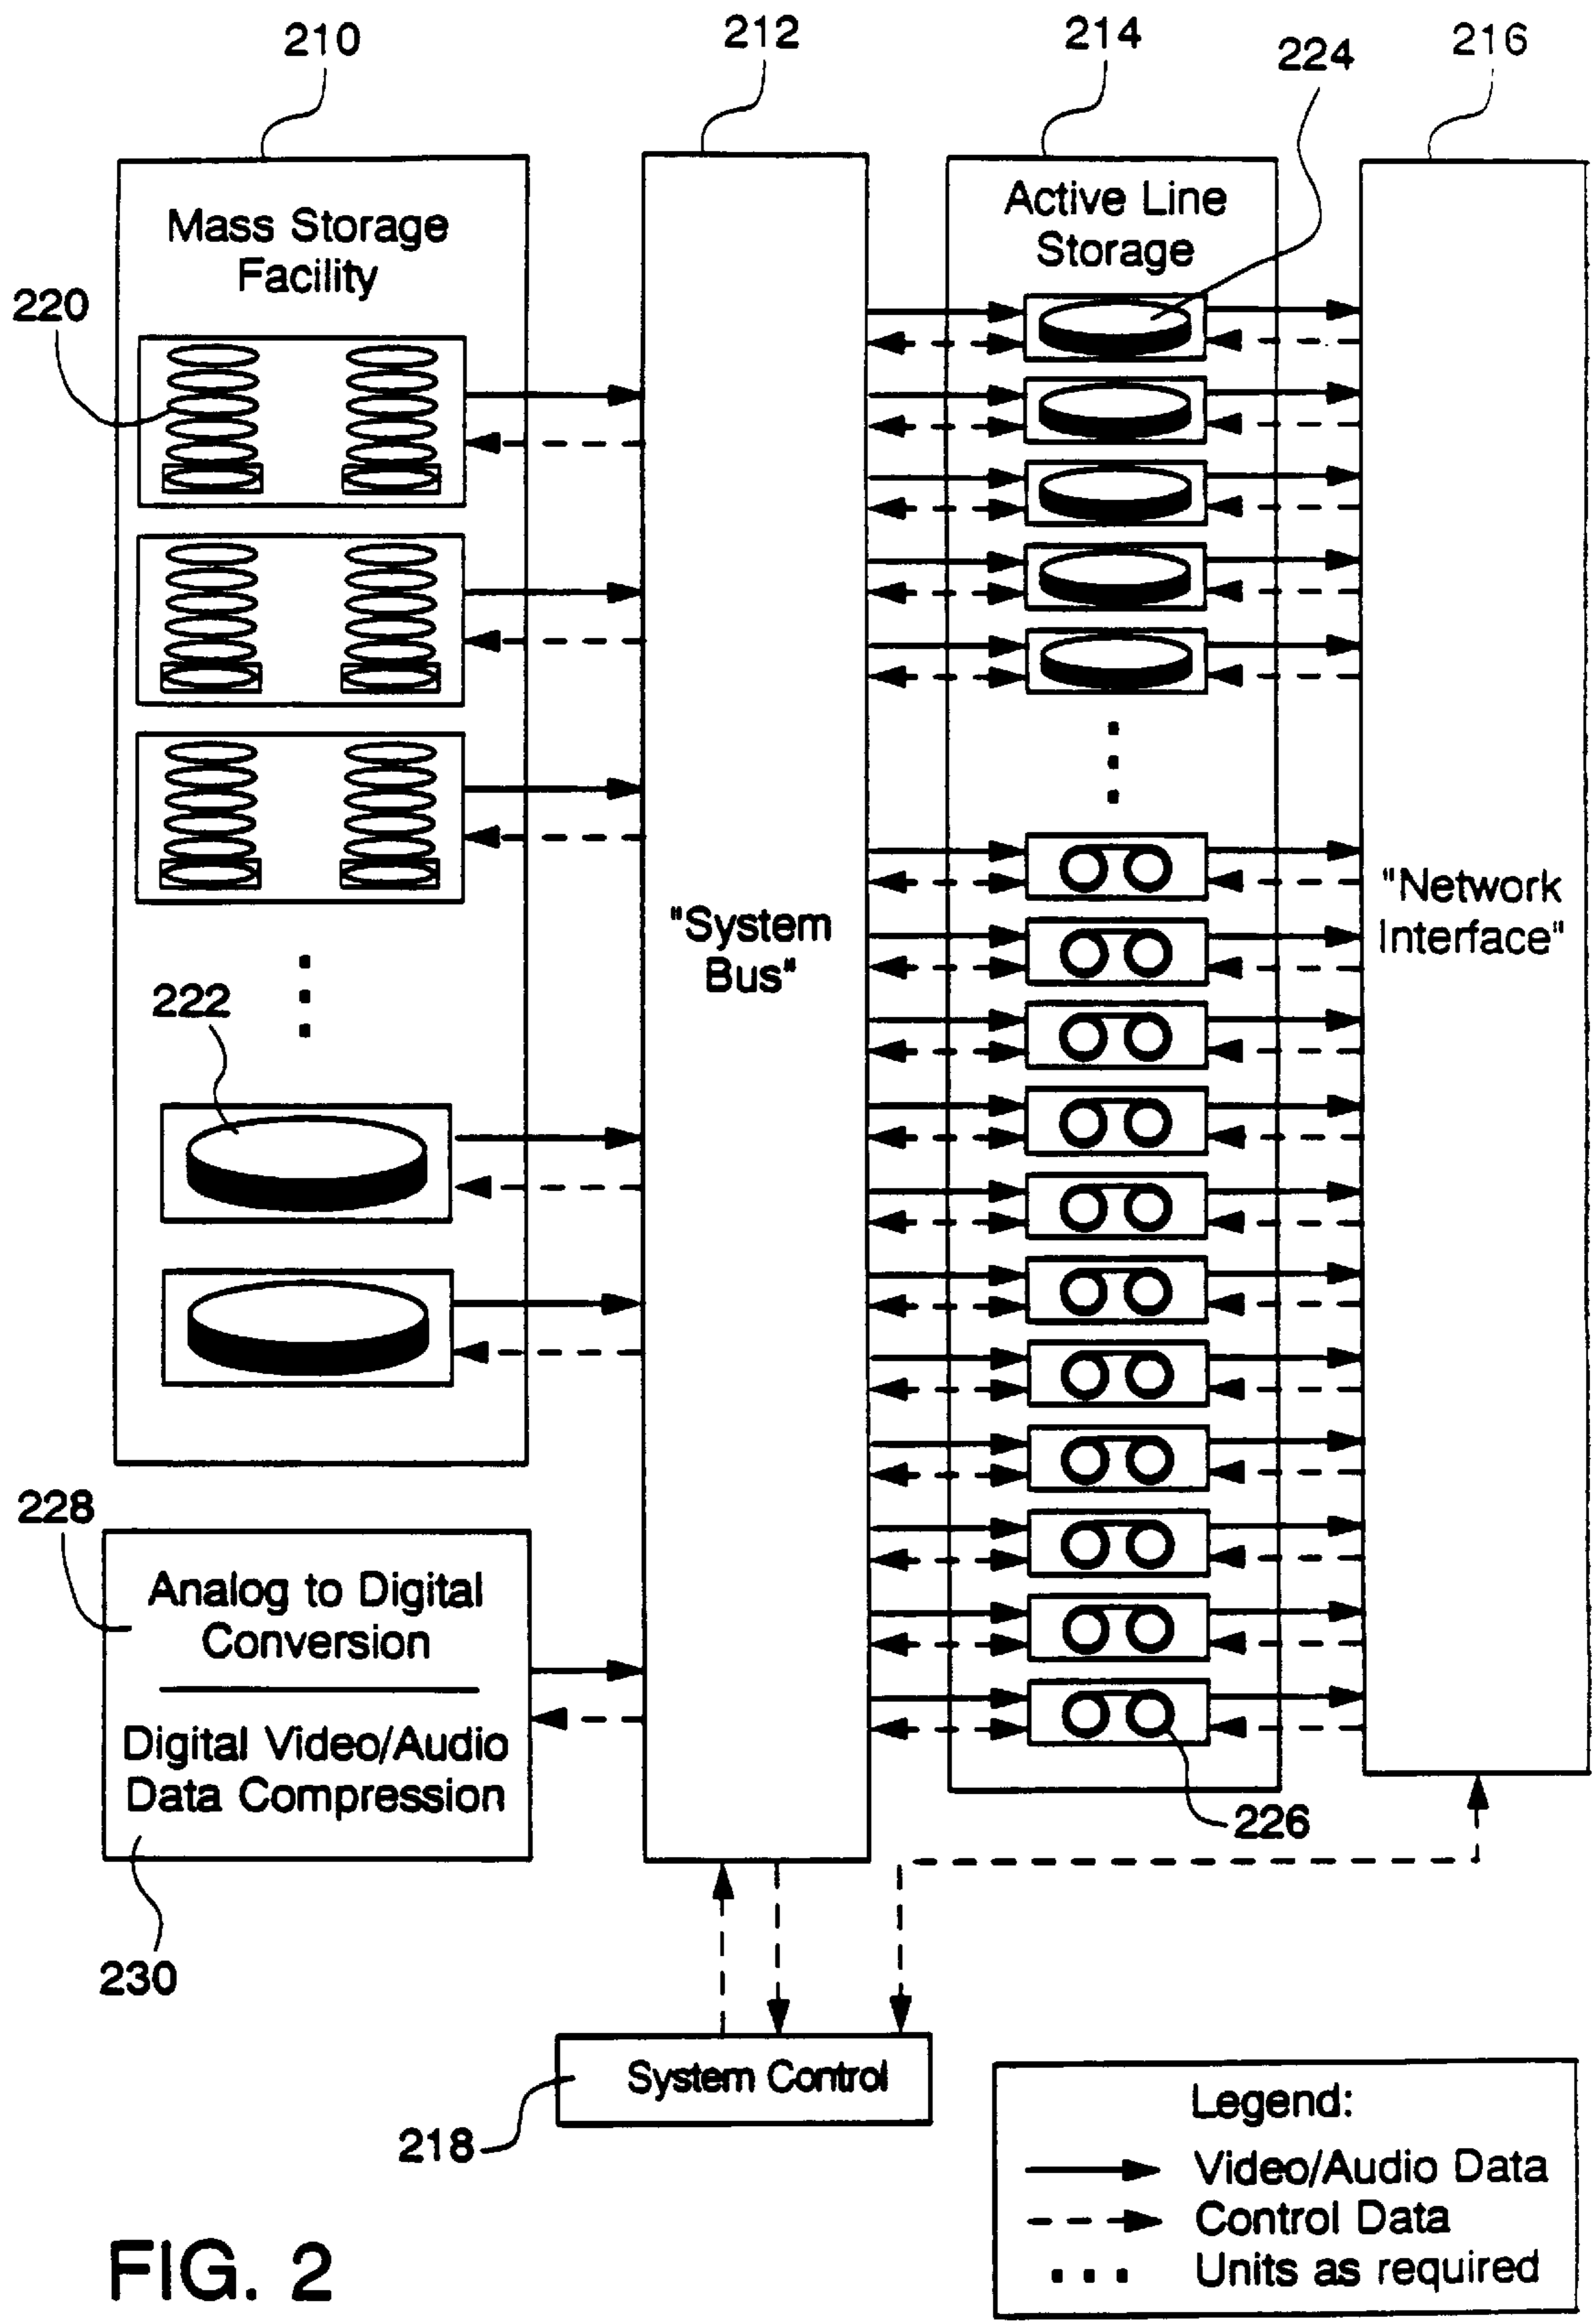 210
212
214
224
216
Mass Storage
Facility
Active Line
Storage
220
"System
Bus"
"Network
Interface"
222
228
Analog to Digital
Conversion
Digital Video/Audio
Data Compression
226
230
System Control
218
Legend:
Video/Audio Data
Control Data
Units as required
FIG. 2